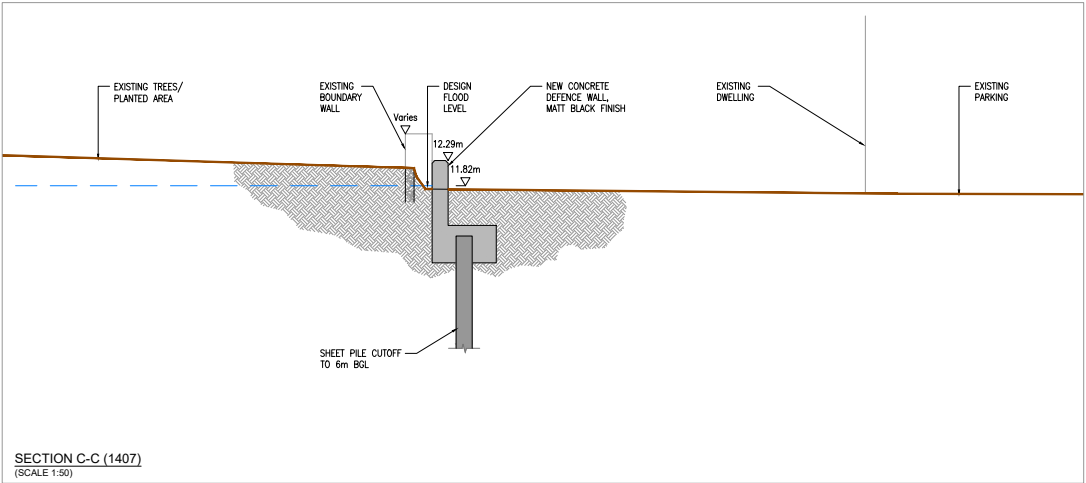 EXISTING TREES/
PLANTED AREA
EXISTING
BOUNDARY
WALL
DESIGN
FLOOD
LEVEL
NEW CONCRETE
DEFENCE WALL,
MATT BLACK FINISH
EXISTING
DWELLING
EXISTING
PARKING
Varies
12.29m
11.82m
SHEET PILE CUTOFF
TO 6m BGL
SECTION C-C (1407)
(SCALE 1:50)